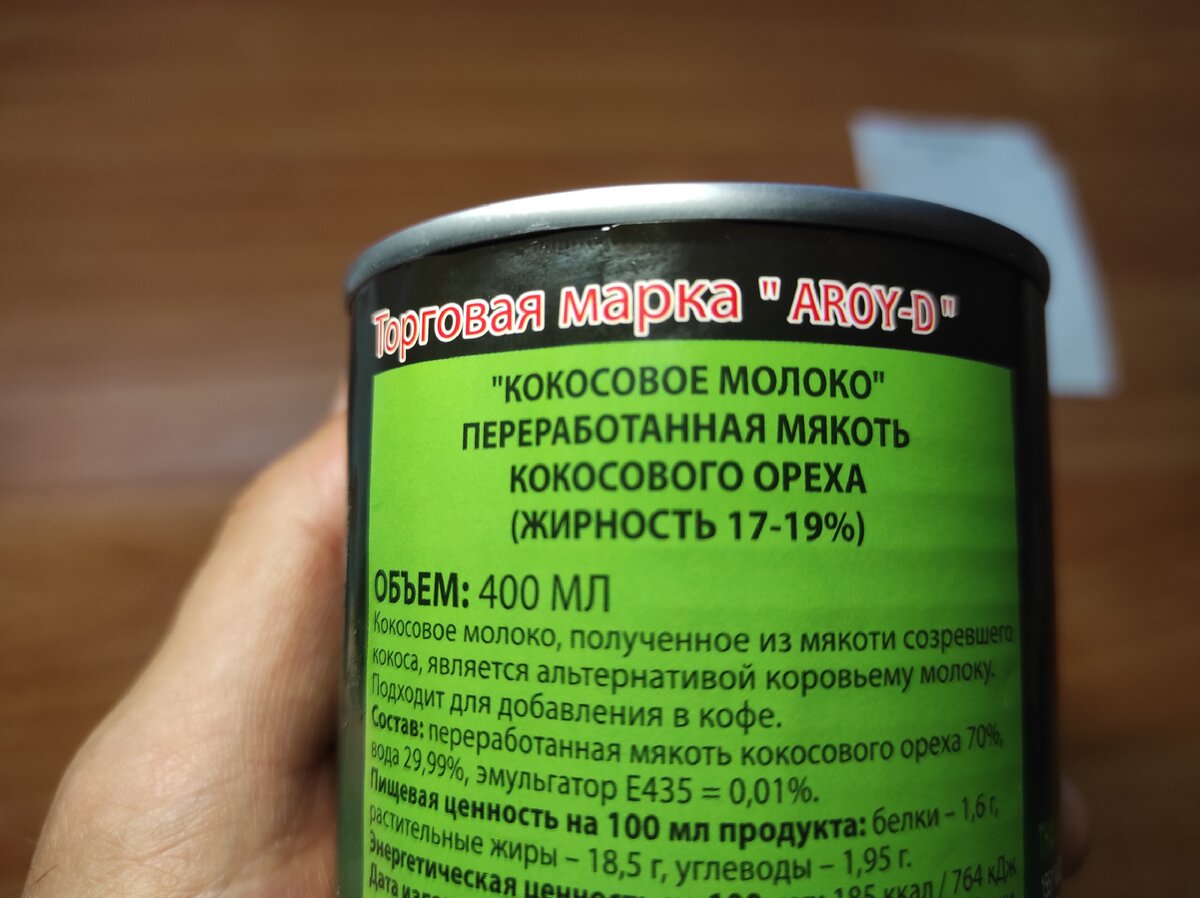 Торговая марка "AROY-D"
"КОКОСОВОЕ МОЛОКО"
ПЕРЕРАБОТАННАЯ МЯКОТЬ
КОКОСОВОГО ОРЕХА
(ЖИРНОСТЬ 17-19%)
ОБЪЕМ: 400 МЛ
Кокосовое молоко, полученное из мякоти созревшего
кокоса, является альтернативой коровьему молоку.
Подходит для добавления в кофе.
Состав: переработанная мякоть кокосового ореха 70%,
вода 29,99%, эмульгатор Е435 = 0,01%.
Пищевая ценность на 100 мл продукта: белки – 1,6 г,
растительные жиры – 18,5 г, углеводы – 1,95 г.
Энергетическая ценность 185 ккал / 764 кДж
Дата